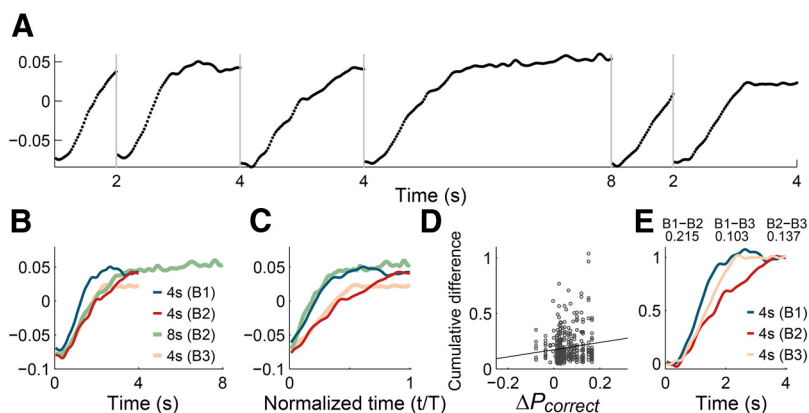 A
0.05
0
−0.05
2
4
4
8
2
4
Time (s)
B
0.05
0
−0.05
−0.1
0
4
8
Time (s)
4s (B1)
4s (B2)
8s (B2)
4s (B3)
C
0.05
0
−0.05
−0.1
0
1
Normalized time (t/T)
D
Cumulative difference
1
0.5
0
−0.2
0
0.2
ΔPcorrect
E
B1−B2 B1−B3 B2−B3
0.215 0.103 0.137
1
0.5
0
0
2
4
Time (s)
4s (B1)
4s (B2)
4s (B3)